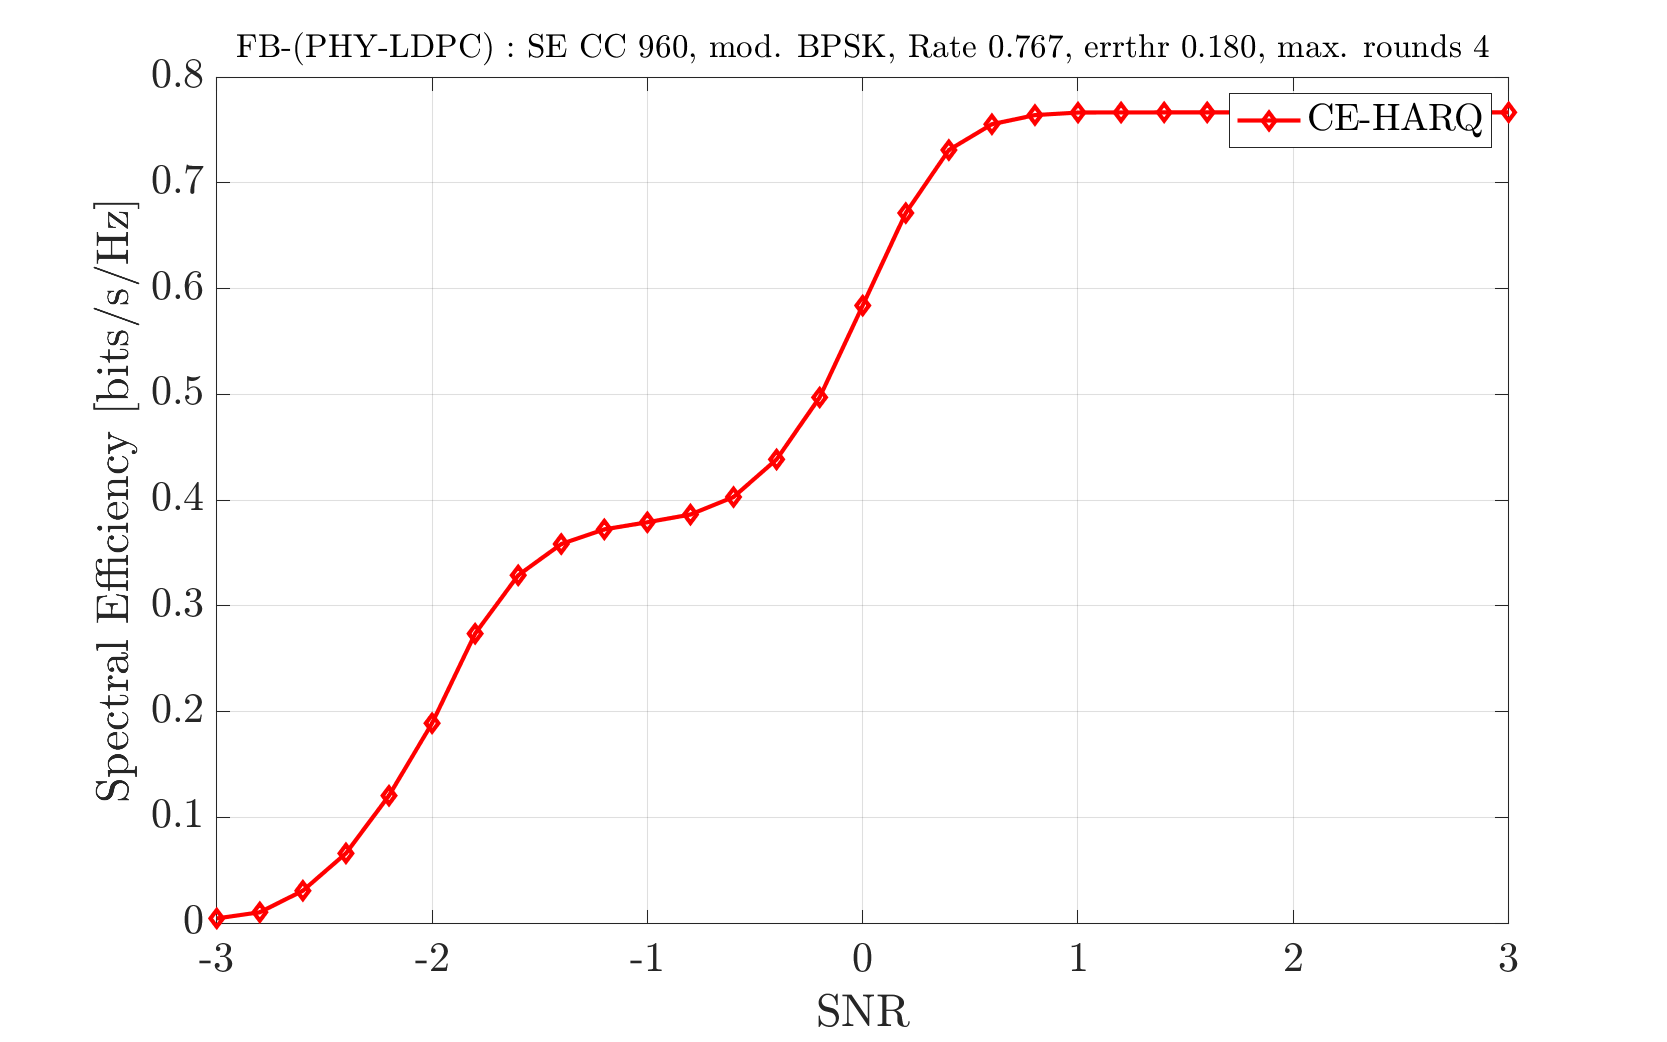 FB-(PHY-LDPC) : SE CC 960, mod. BPSK, Rate 0.767, errthr 0.180, max. rounds 4
CE-HARQ
Spectral Efficiency [bits/s/Hz]
0.8
0.7
0.6
0.5
0.4
0.3
0.2
0.1
0
-3 -2 -1 0 1 2 3
SNR